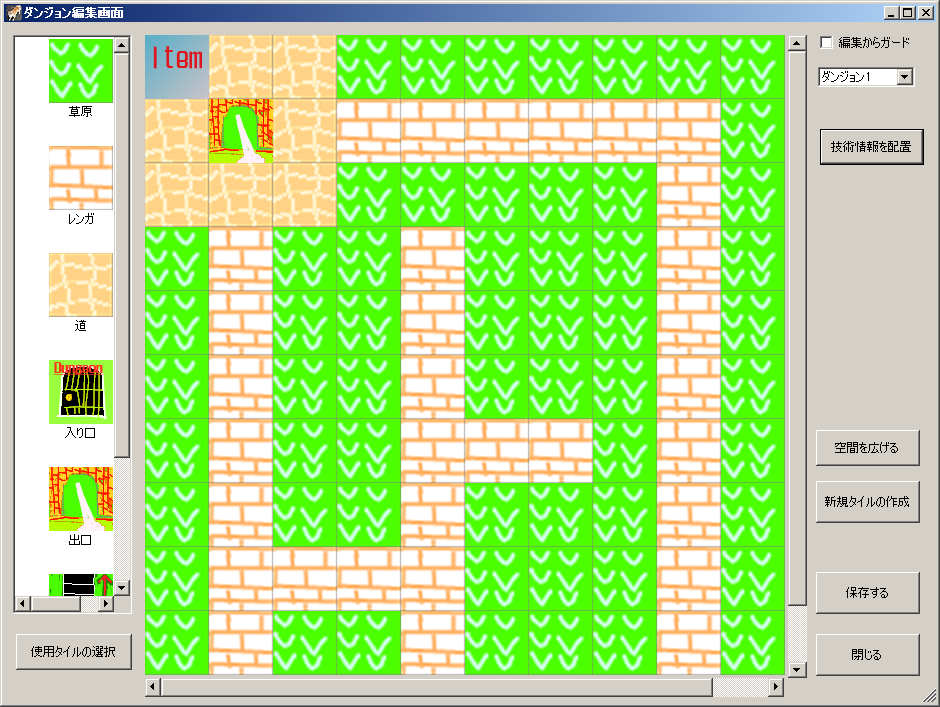 ダンジョン編集画面
草原
レンガ
道
Dungeon
入り口
出口
使用タイルの選択
Item
編集からガード
ダンジョン1
技術情報を配置
空間を広げる
新規タイルの作成
保存する
閉じる